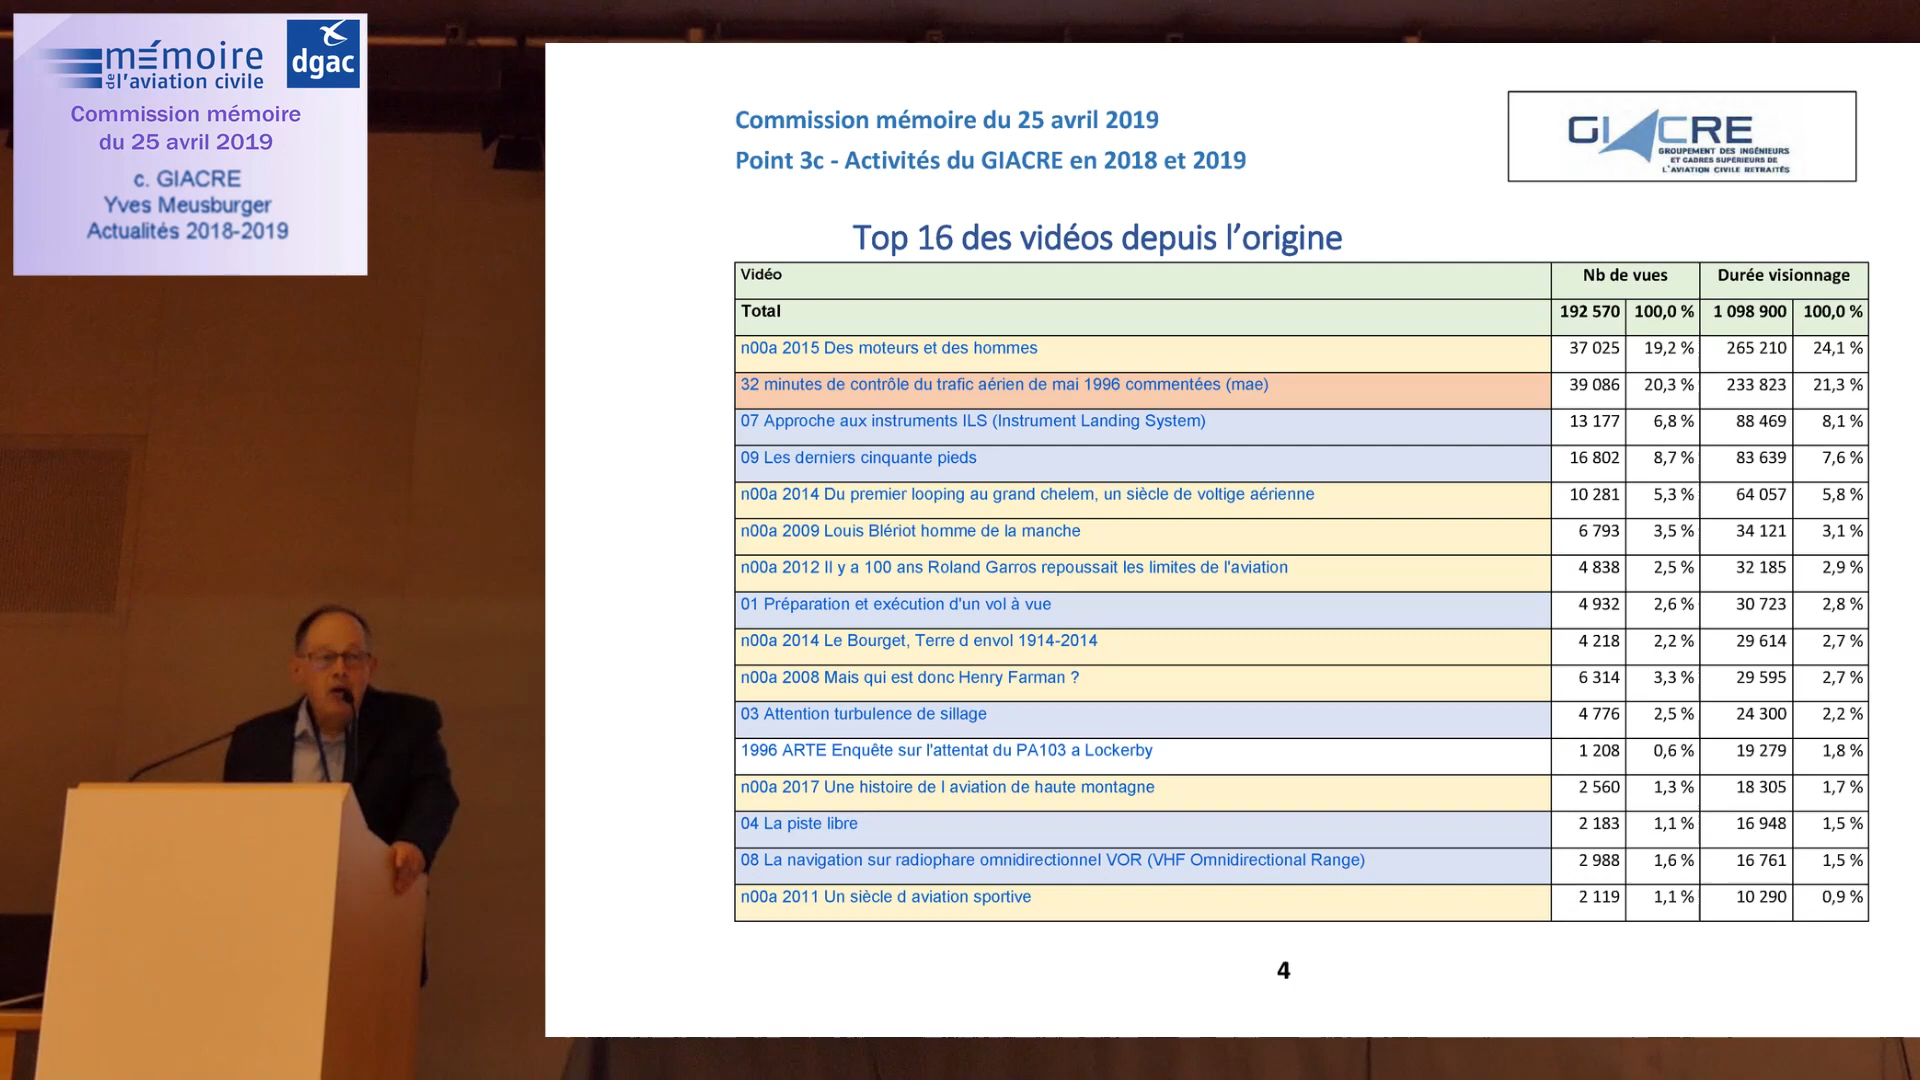 mémoire
de l'aviation civile
dgac
Commission mémoire
du 25 avril 2019
c. GIACRE
Yves Meusburger
Actualités 2018-2019
Commission mémoire du 25 avril 2019
Point 3c - Activités du GIACRE en 2018 et 2019
GIACRE
GROUPEMENT DES INGÉNIEURS
ET CADRES SUPÉRIEURS DE
L'AVIATION CIVILE RETRAITÉS
Top 16 des vidéos depuis l'origine
Vidéo Nb de vues Durée visionnage
Total 192 570 100,0 % 1 098 900 100,0 %
n00a 2015 Des moteurs et des hommes 37 025 19,2 % 265 210 24,1 %
32 minutes de contrôle du trafic aérien de mai 1996 commentées (mae) 39 086 20,3 % 233 823 21,3 %
07 Approche aux instruments ILS (Instrument Landing System) 13 177 6,8 % 88 469 8,1 %
09 Les derniers cinquante pieds 16 802 8,7 % 83 639 7,6 %
n00a 2014 Du premier looping au grand chelem, un siècle de voltige aérienne 10 281 5,3 % 64 057 5,8 %
n00a 2009 Louis Blériot homme de la manche 6 793 3,5 % 34 121 3,1 %
n00a 2012 Il y a 100 ans Roland Garros repoussait les limites de l'aviation 4 838 2,5 % 32 185 2,9 %
01 Préparation et exécution d'un vol à vue 4 932 2,6 % 30 723 2,8 %
n00a 2014 Le Bourget, Terre d envol 1914-2014 4 218 2,2 % 29 614 2,7 %
n00a 2008 Mais qui est donc Henry Farman ? 6 314 3,3 % 29 595 2,7 %
03 Attention turbulence de sillage 4 776 2,5 % 24 300 2,2 %
1996 ARTE Enquête sur l'attentat du PA103 a Lockerby 1 208 0,6 % 19 279 1,8 %
n00a 2017 Une histoire de l aviation de haute montagne 2 560 1,3 % 18 305 1,7 %
04 La piste libre 2 183 1,1 % 16 948 1,5 %
08 La navigation sur radiophare omnidirectionnel VOR (VHF Omnidirectional Range) 2 988 1,6 % 16 761 1,5 %
n00a 2011 Un siècle d aviation sportive 2 119 1,1 % 10 290 0,9 %
4